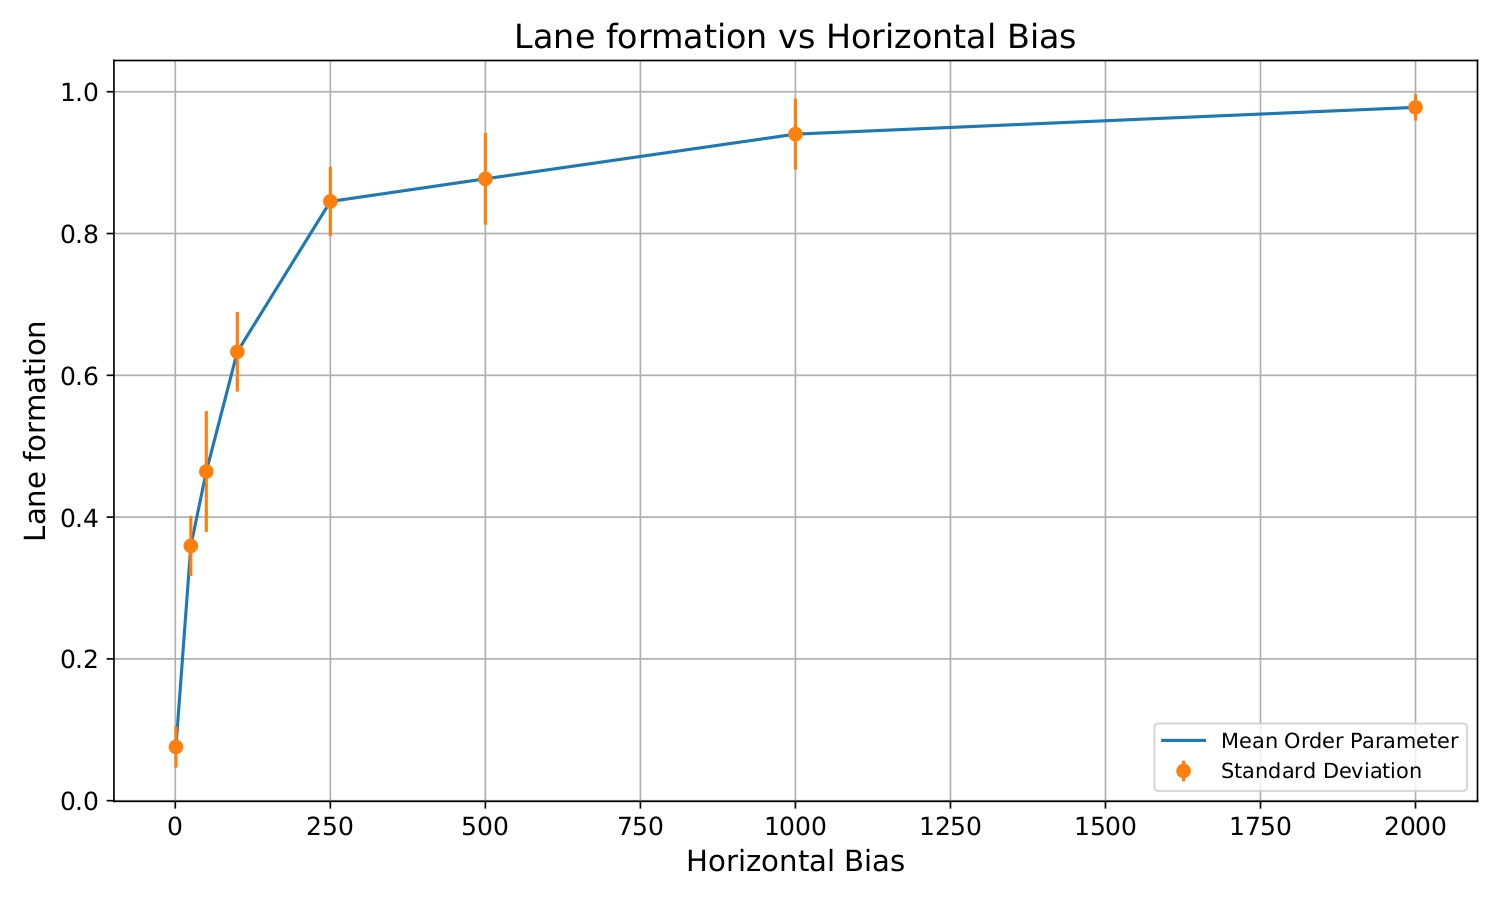 Lane formation vs Horizontal Bias
Lane formation
1.0
0.8
0.6
0.4
0.2
0.0
0 250 500 750 1000 1250 1500 1750 2000
Horizontal Bias
Mean Order Parameter
Standard Deviation